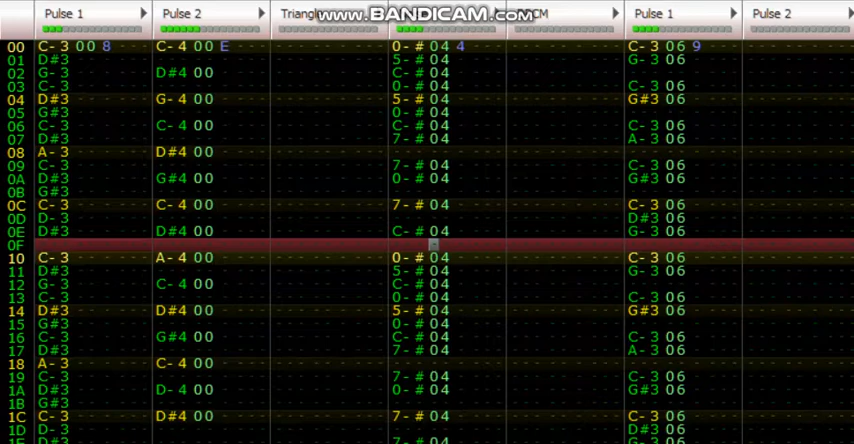 Pulse 1 Pulse 2 Triangl www.BANDICAM.com CM Pulse 1 Pulse 2
00 C-3 00 8 C-4 00 E 0-# 04 4 C-3 06 9
01 D#3 5-# 04 G-3 06
02 G-3 D#4 00 C-# 04
03 C-3 0-# 04 C-3 06
04 D#3 G-4 00 5-# 04 G#3 06
05 G#3 0-# 04
06 C-3 C-4 00 C-# 04 C-3 06
07 D#3 7-# 04 A-3 06
08 A-3 D#4 00
09 C-3 7-# 04 C-3 06
0A D#3 G#4 00 0-# 04 G#3 06
0B G#3
0C C-3 C-4 00 7-# 04 C-3 06
0D D-3 D#3 06
0E D#3 D#4 00 C-# 04 G-3 06
0F
10 C-3 A-4 00 0-# 04 C-3 06
11 D#3 5-# 04 G-3 06
12 G-3 C-4 00 C-# 04
13 C-3 0-# 04 C-3 06
14 D#3 D#4 00 5-# 04 G#3 06
15 G#3 0-# 04
16 C-3 G#4 00 C-# 04 C-3 06
17 D#3 7-# 04 A-3 06
18 A-3 C-4 00
19 C-3 7-# 04 C-3 06
1A D#3 D-4 00 0-# 04 G#3 06
1B G#3
1C C-3 D#4 00 7-# 04 C-3 06
1D D-3 D#3 06